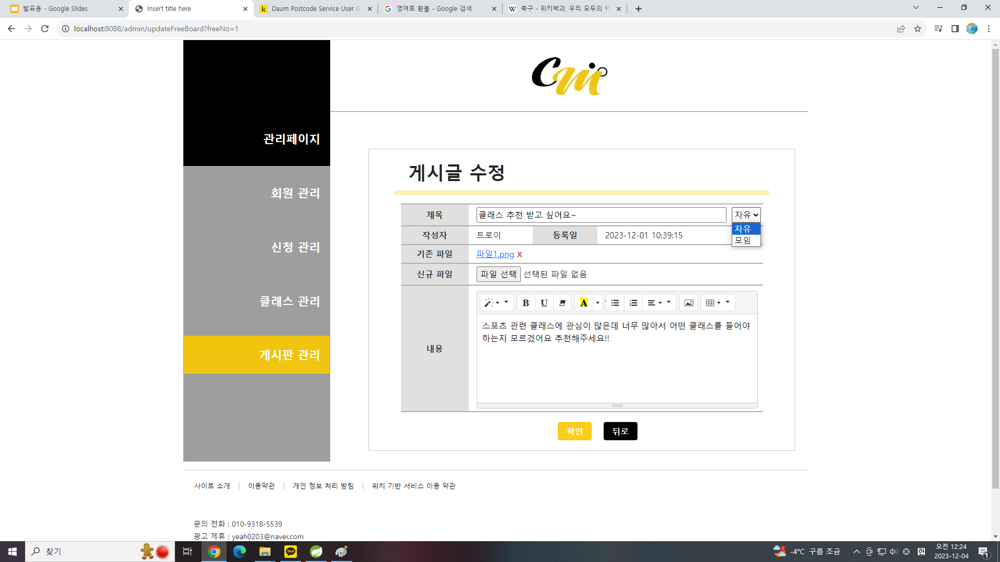 발표용 - Google Slides
Insert title here
Daum Postcode Service User G
영여로 환불 - Google 검색
축구 - 위키백과, 우리 모두의 백
localhost:8088/admin/updateFreeBoard?freeNo=1
Cm
관리페이지
회원 관리
신청 관리
클래스 관리
게시판 관리
게시글 수정
제목 클래스 추천 받고 싶어요~ 자유
자유
모임
작성자 트로이 등록일 2023-12-01 10:39:15
기존 파일 파일1.png x
신규 파일 파일 선택 선택된 파일 없음
B U A
내용
스포츠 관련 클래스에 관심이 많은데 너무 많아서 어떤 클래스를 들어야
하는지 모르겠어요 추천해주세요!!
확인 뒤로
사이트 소개 | 이용약관 | 개인 정보 처리 방침 | 위치 기반 서비스 이용 약관
문의 전화 : 010-9318-5539
광고 제휴 : yeah0203@naver.com
찾기
TALK
1
-4°C 구름 조금
한
오전 12:24
2023-12-04
1